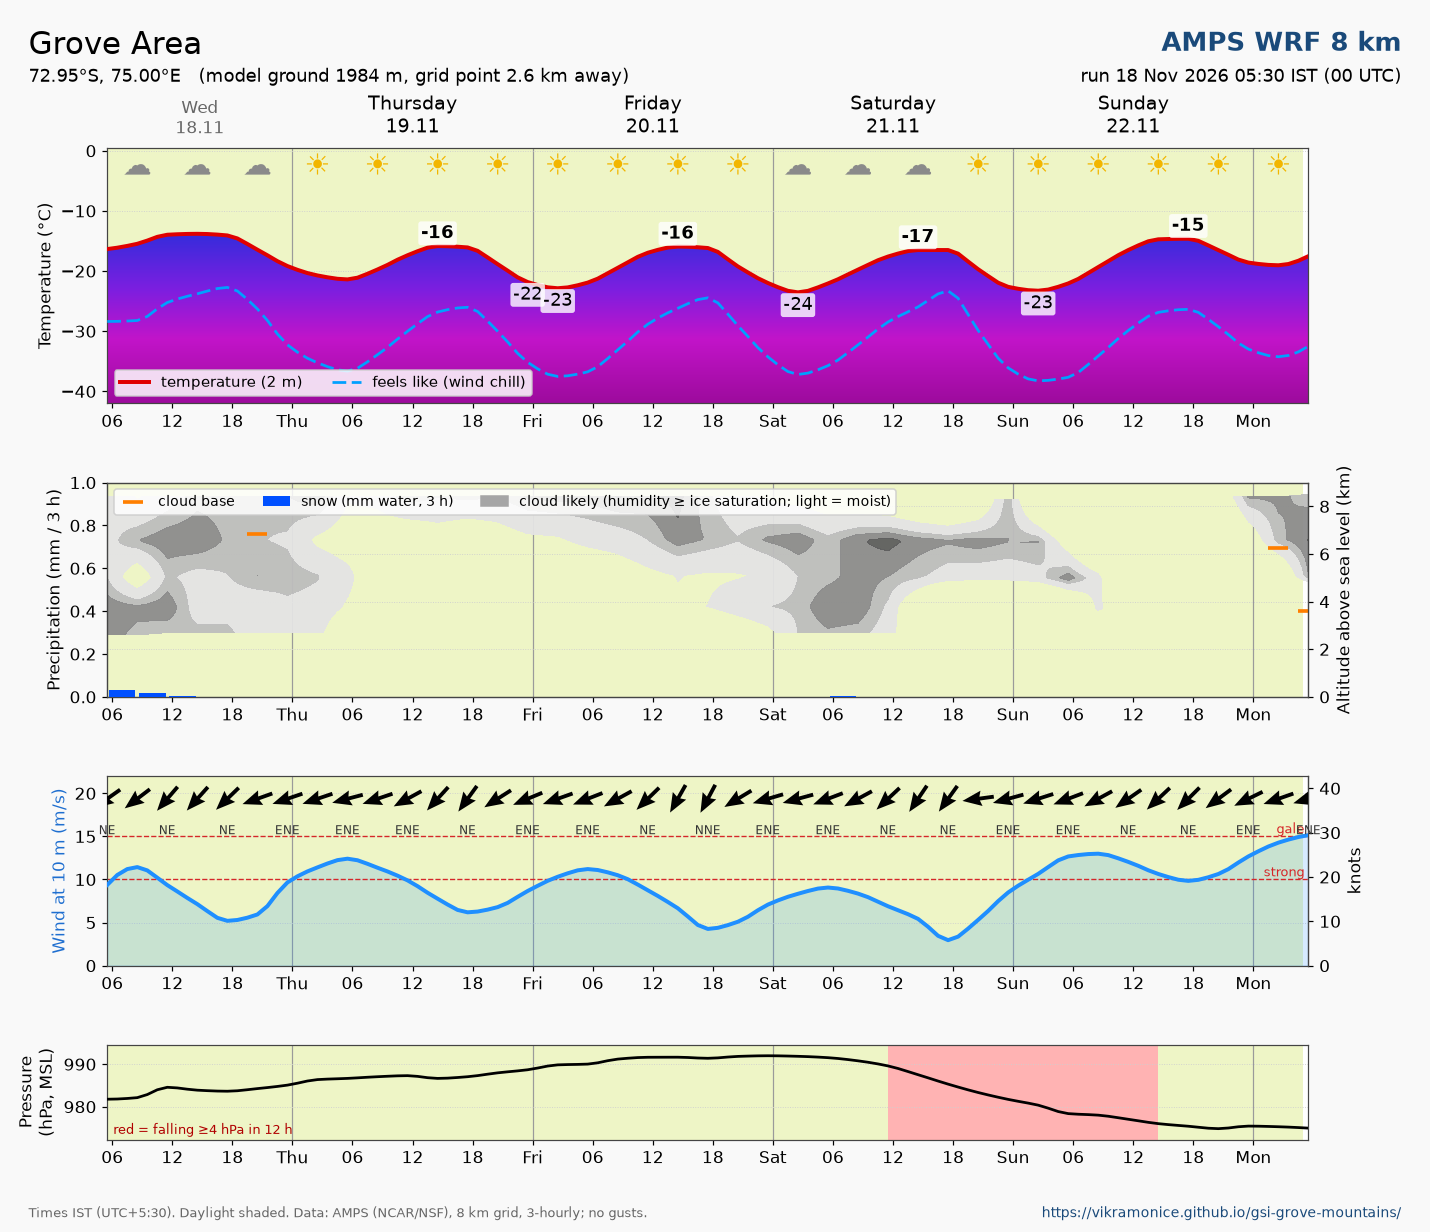 Grove Area
AMPS WRF 8 km
72.95°S, 75.00°E (model ground 1984 m, grid point 2.6 km away)
run 18 Nov 2026 05:30 IST (00 UTC)
Wed Thursday Friday Saturday Sunday
18.11 19.11 20.11 21.11 22.11
Temperature (°C)
0
−10
−20
−30
−40
-16 -16 -17 -15
-22 -23 -24 -23
temperature (2 m) feels like (wind chill)
06 12 18 Thu 06 12 18 Fri 06 12 18 Sat 06 12 18 Sun 06 12 18 Mon
Precipitation (mm / 3 h)
1.0
0.8
0.6
0.4
0.2
0.0
cloud base snow (mm water, 3 h) cloud likely (humidity ≥ ice saturation; light = moist)
8
6
4
2
0
Altitude above sea level (km)
06 12 18 Thu 06 12 18 Fri 06 12 18 Sat 06 12 18 Sun 06 12 18 Mon
Wind at 10 m (m/s)
20
15
10
5
0
NE NE NE ENE ENE ENE NE ENE ENE NE NNE ENE ENE NE NE ENE ENE NE NE ENE ENE
gale
strong
40
30
20
10
0
knots
06 12 18 Thu 06 12 18 Fri 06 12 18 Sat 06 12 18 Sun 06 12 18 Mon
Pressure
(hPa, MSL)
990
980
red = falling ≥4 hPa in 12 h
06 12 18 Thu 06 12 18 Fri 06 12 18 Sat 06 12 18 Sun 06 12 18 Mon
Times IST (UTC+5:30). Daylight shaded. Data: AMPS (NCAR/NSF), 8 km grid, 3-hourly; no gusts.
https://vikramonice.github.io/gsi-grove-mountains/